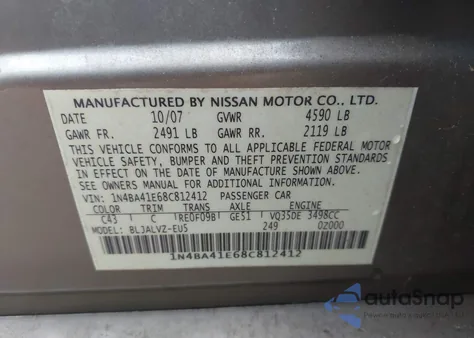 MANUFACTURED BY NISSAN MOTOR CO., LTD.
DATE 10/07 GVWR 4590 LB
GAWR FR. 2491 LB GAWR RR. 2119 LB
THIS VEHICLE CONFORMS TO ALL APPLICABLE FEDERAL MOTOR
VEHICLE SAFETY, BUMPER AND THEFT PREVENTION STANDARDS
IN EFFECT ON THE DATE OF MANUFACTURE SHOWN ABOVE.
SEE OWNERS MANUAL FOR ADDITIONAL INFORMATION.
VIN: 1N4BA41E68C812412 PASSENGER CAR
COLOR TRIM TRANS AXLE ENGINE
C43 C RE0F09B GE51 VQ35DE 3498CC
MODEL: BLJALVZ-EU5 249 02000
1N4BA41E68C812412
autoSnap